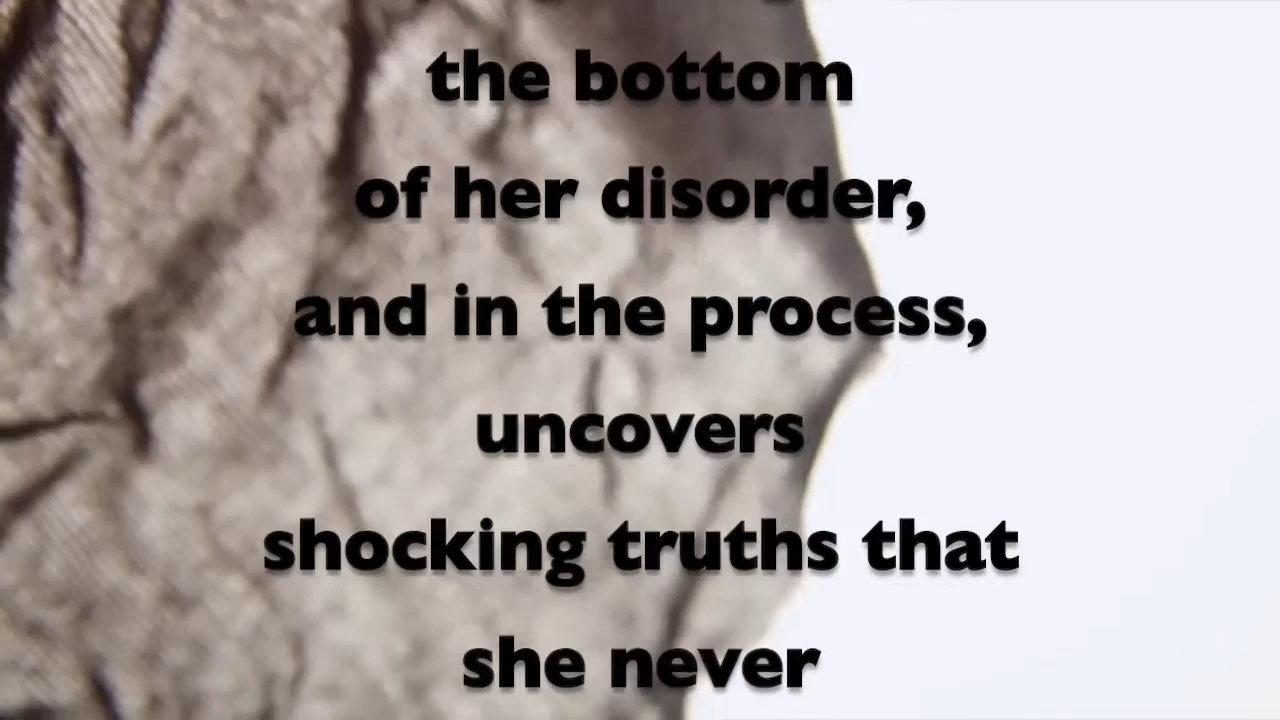 the bottom
of her disorder,
and in the process,
uncovers
shocking truths that
she never